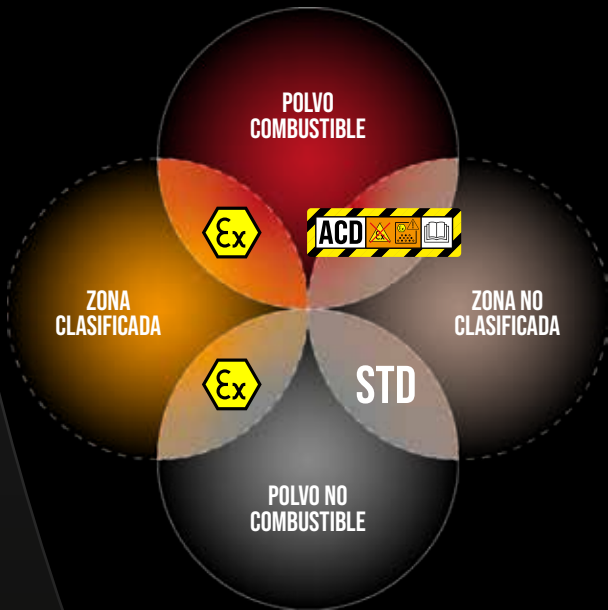 POLVO
COMBUSTIBLE
Ex
ACD
ZONA
CLASIFICADA
ZONA NO
CLASIFICADA
Ex
STD
POLVO NO
COMBUSTIBLE